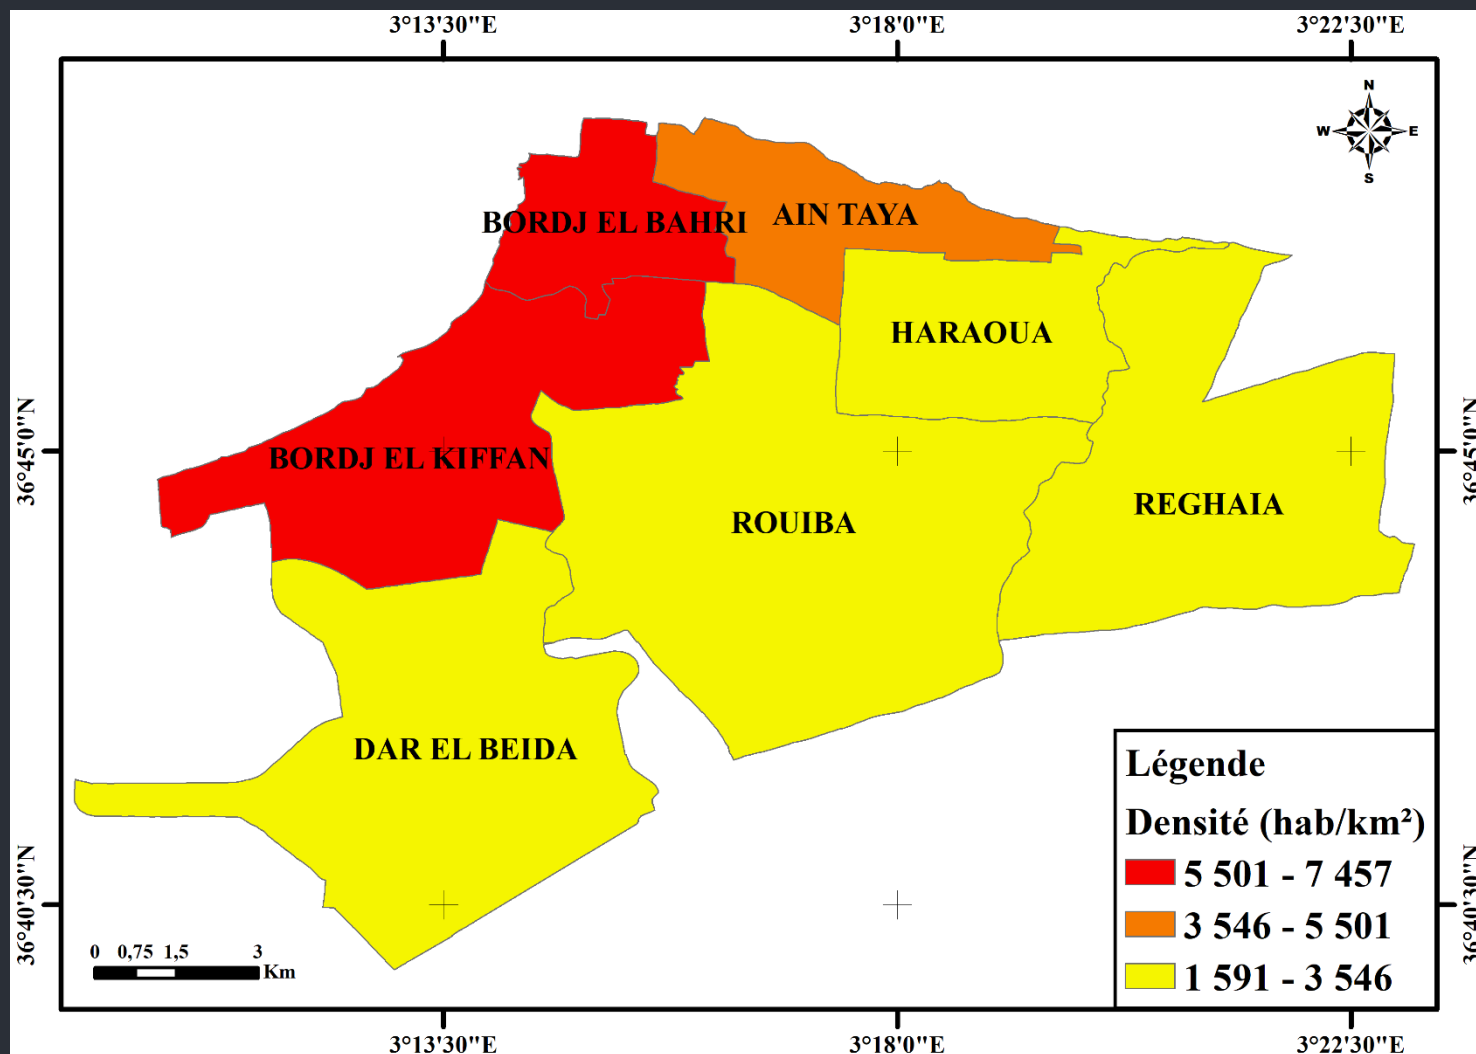 3°13'30"E 3°18'0"E 3°22'30"E
N
W E
S
BORDJ EL BAHRI
AIN TAYA
HARAOUA
36°45'0"N
36°45'0"N
BORDJ EL KIFFAN
REGHAIA
ROUIBA
DAR EL BEIDA
Légende
Densité (hab/km²)
5 501 - 7 457
3 546 - 5 501
1 591 - 3 546
36°40'30"N
36°40'30"N
0 0,75 1,5 3
Km
3°13'30"E 3°18'0"E 3°22'30"E